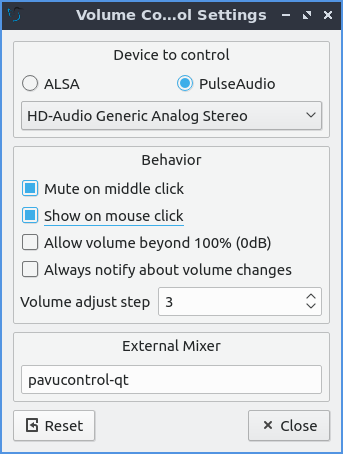 Volume Co...ol Settings
Device to control
ALSA
PulseAudio
HD-Audio Generic Analog Stereo
Behavior
Mute on middle click
Show on mouse click
Allow volume beyond 100% (0dB)
Always notify about volume changes
Volume adjust step
3
External Mixer
pavucontrol-qt
Reset
Close